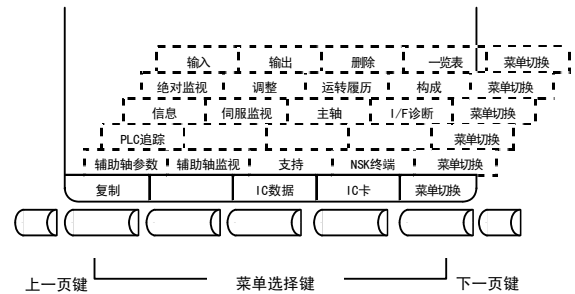 输入 输出 删除 一览表 菜单切换
绝对监视 调整 运转履历 构成 菜单切换
信息 伺服监视 主轴 I/F诊断 菜单切换
PLC追踪 菜单切换
辅助轴参数 辅助轴监视 支持 NSK终端 菜单切换
复制 IC数据 IC卡 菜单切换
上一页键 菜单选择键 下一页键